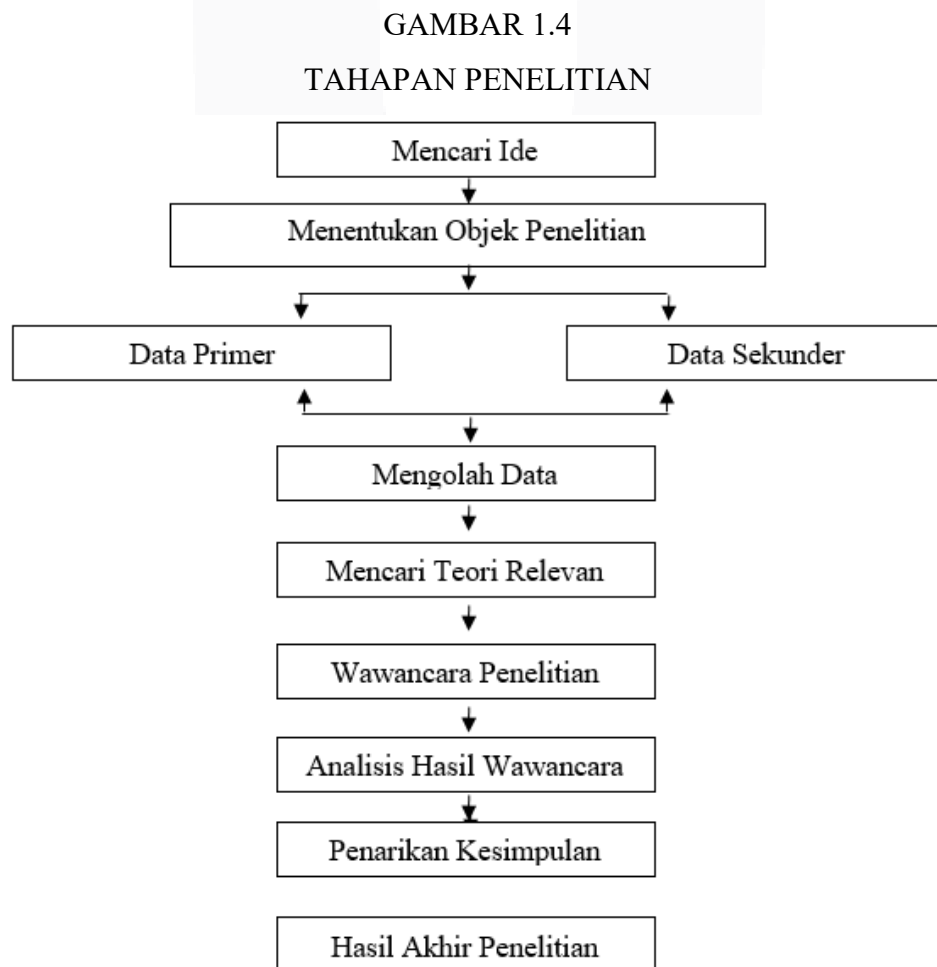 GAMBAR 1.4
TAHAPAN PENELITIAN
Mencari Ide
Menentukan Objek Penelitian
Data Primer
Data Sekunder
Mengolah Data
Mencari Teori Relevan
Wawancara Penelitian
Analisis Hasil Wawancara
Penarikan Kesimpulan
Hasil Akhir Penelitian